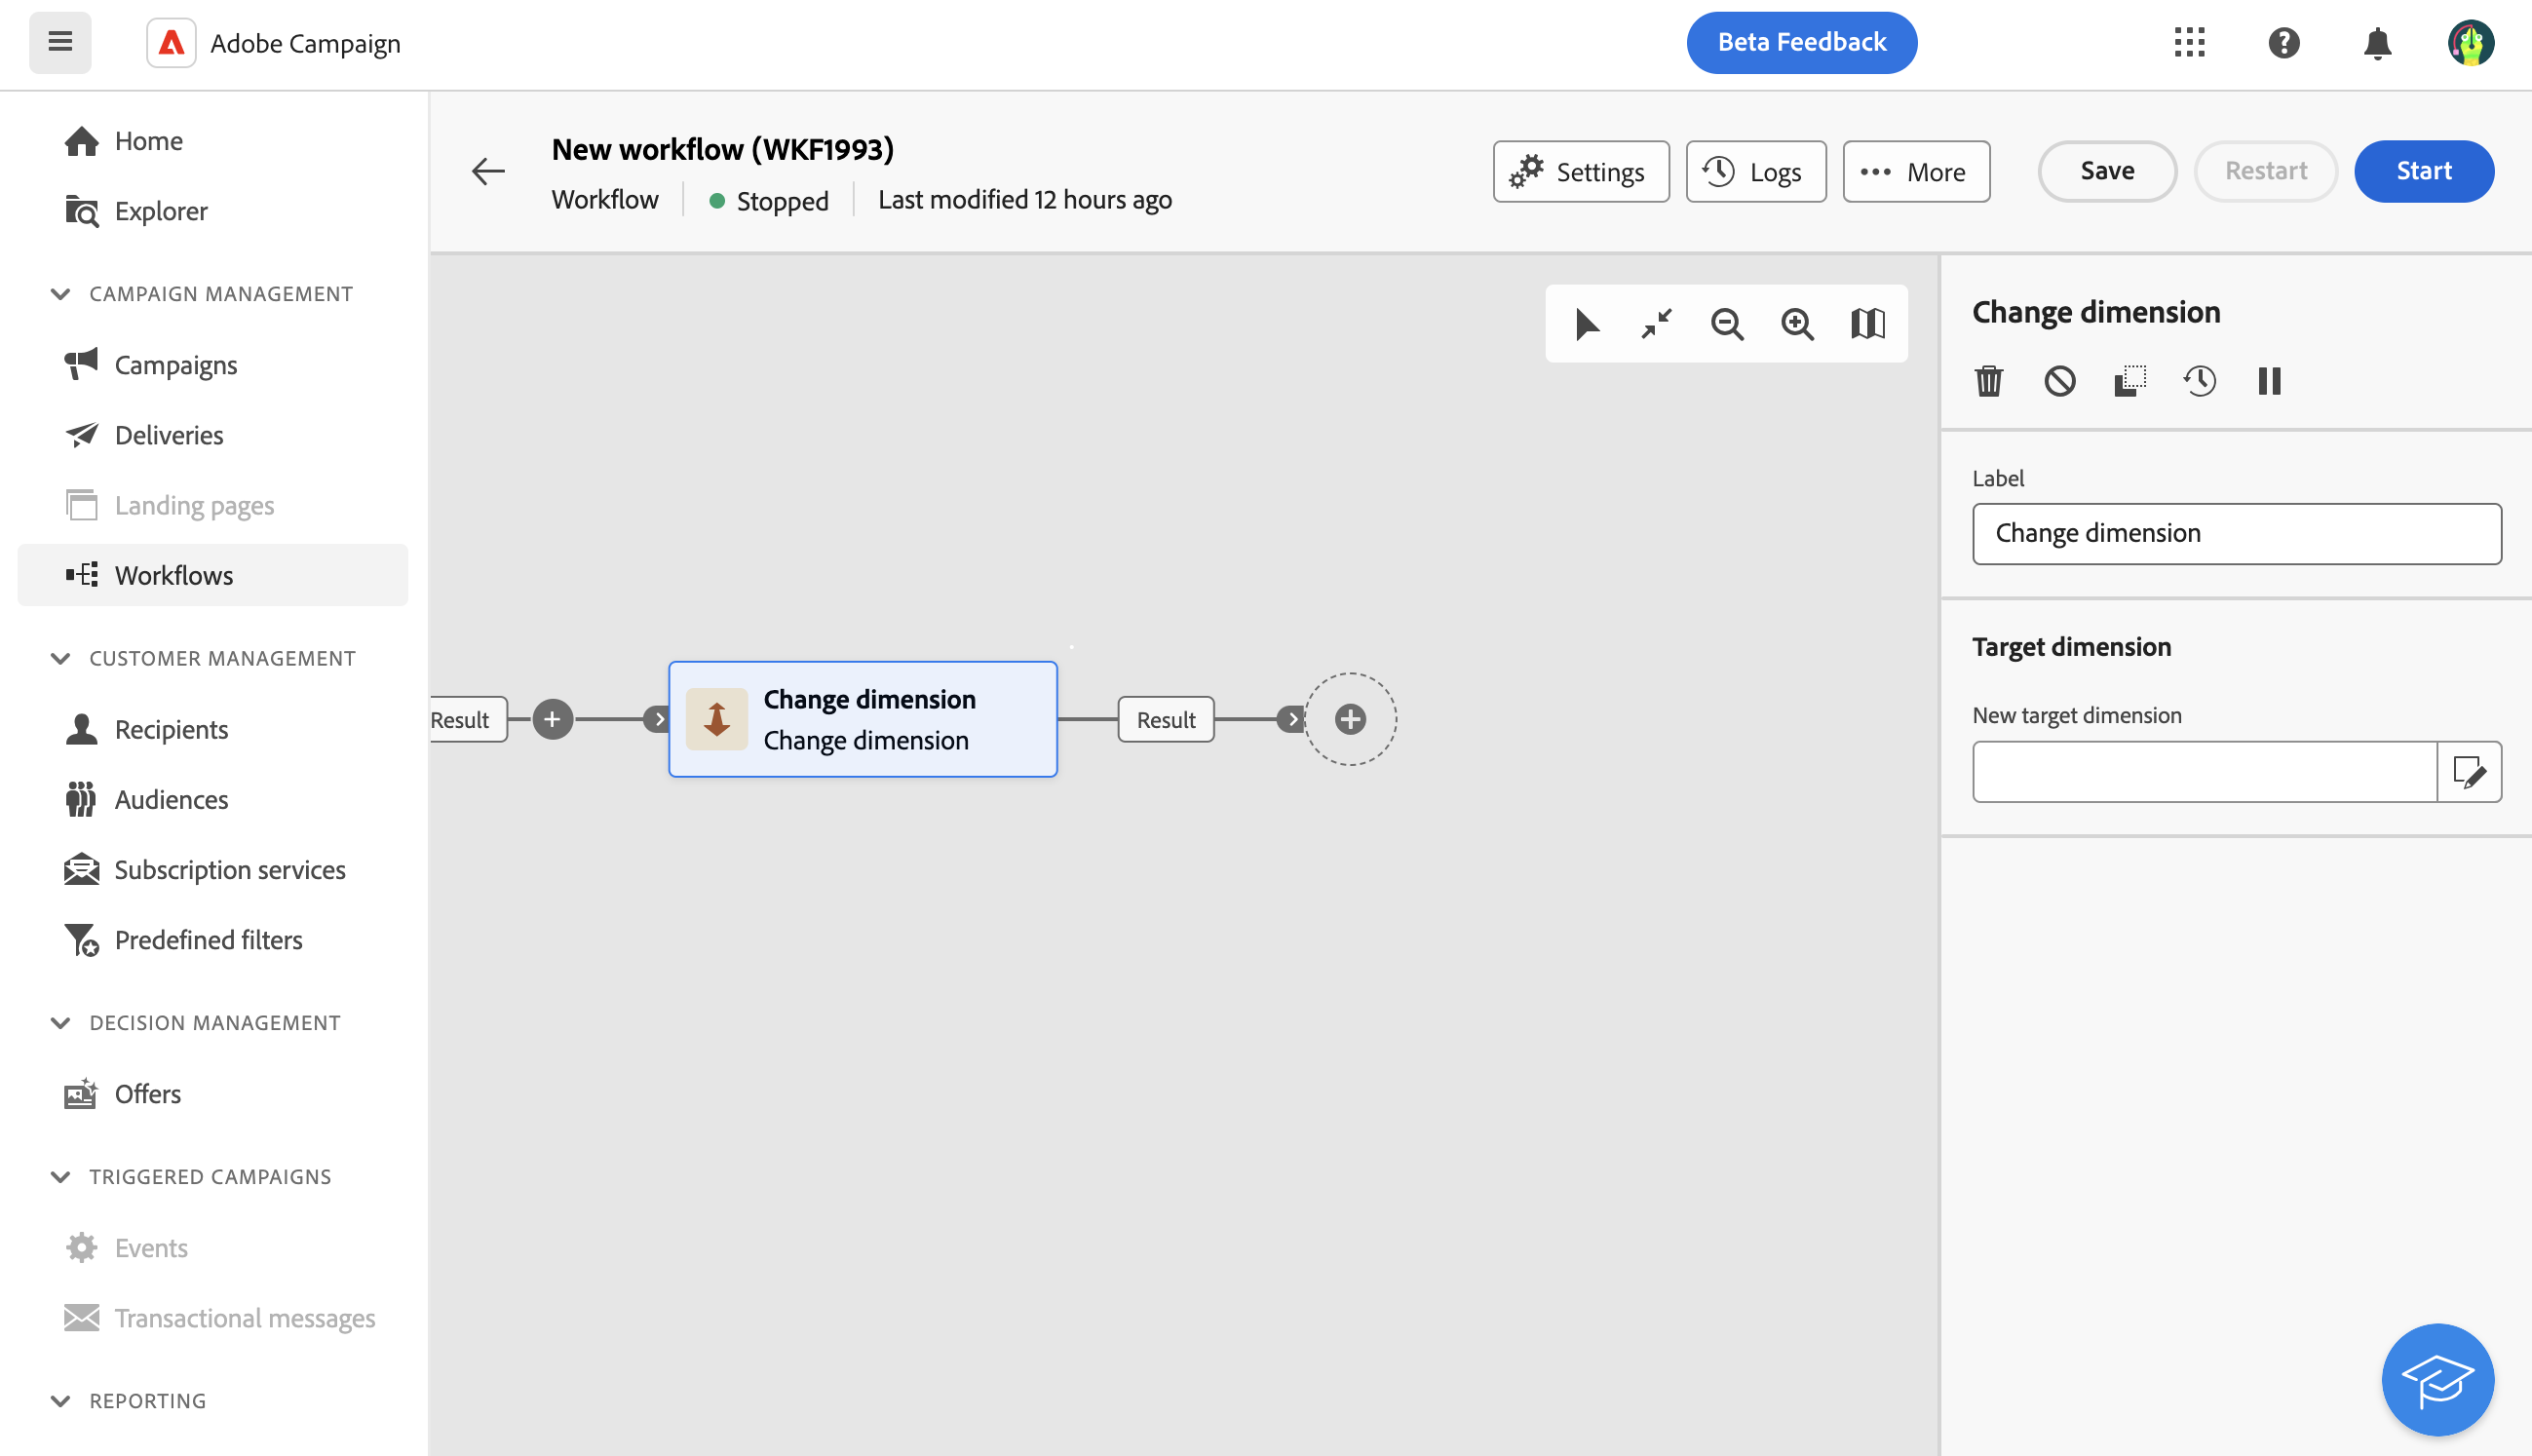 Adobe Campaign
Beta Feedback
Home
Explorer
CAMPAIGN MANAGEMENT
Campaigns
Deliveries
Landing pages
Workflows
CUSTOMER MANAGEMENT
Recipients
Audiences
Subscription services
Predefined filters
DECISION MANAGEMENT
Offers
TRIGGERED CAMPAIGNS
Events
Transactional messages
REPORTING
New workflow (WKF1993)
Workflow
Stopped
Last modified 12 hours ago
Settings
Logs
More
Save
Restart
Start
Result
Change dimension
Change dimension
Result
Change dimension
Label
Change dimension
Target dimension
New target dimension